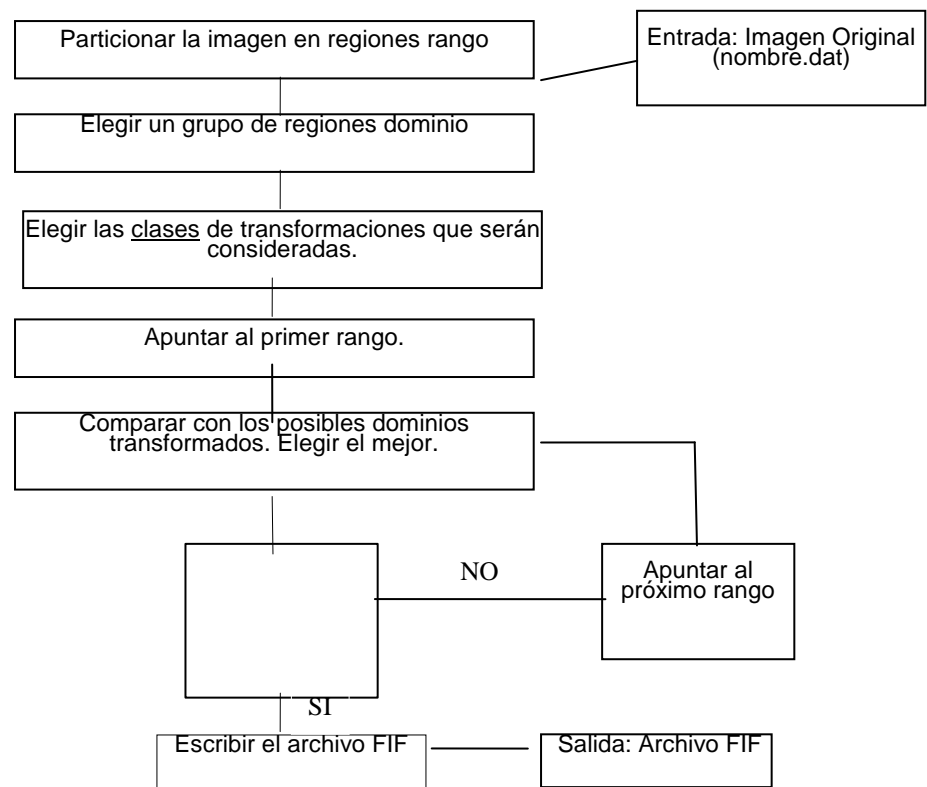 Particionar la imagen en regiones rango
Entrada: Imagen Original
(nombre.dat)
Elegir un grupo de regiones dominio
Elegir las clases de transformaciones que serán
consideradas.
Apuntar al primer rango.
Comparar con los posibles dominios
transformados. Elegir el mejor.
NO
Apuntar al
próximo rango
SI
Escribir el archivo FIF
Salida: Archivo FIF